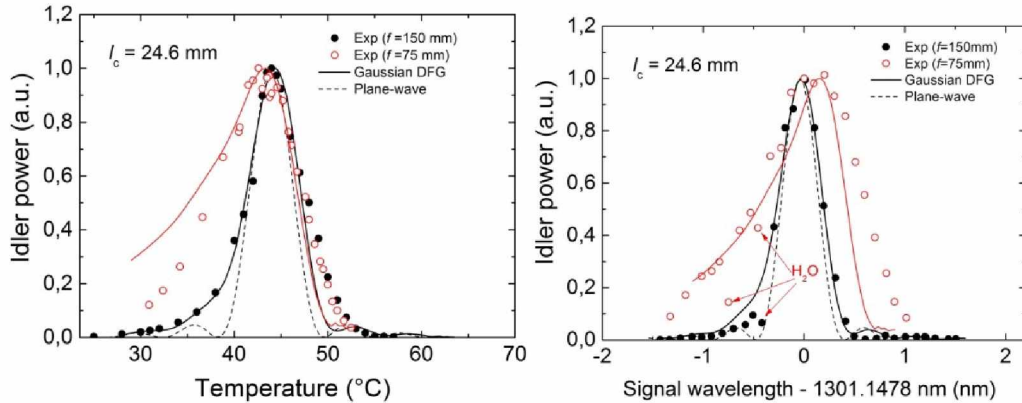 1,2
1,0
0,8
0,6
0,4
0,2
0,0
Idler power (a.u.)
lc = 24.6 mm
Exp (f =150 mm)
Exp (f =75 mm)
Gaussian DFG
Plane-wave
30 40 50 60 70
Temperature (°C)
1,2
1,0
0,8
0,6
0,4
0,2
0,0
Idler power (a.u.)
lc = 24.6 mm
Exp (f=150mm)
Exp (f=75mm)
Gaussian DFG
Plane-wave
H2O
-2 -1 0 1 2
Signal wavelength - 1301.1478 nm (nm)